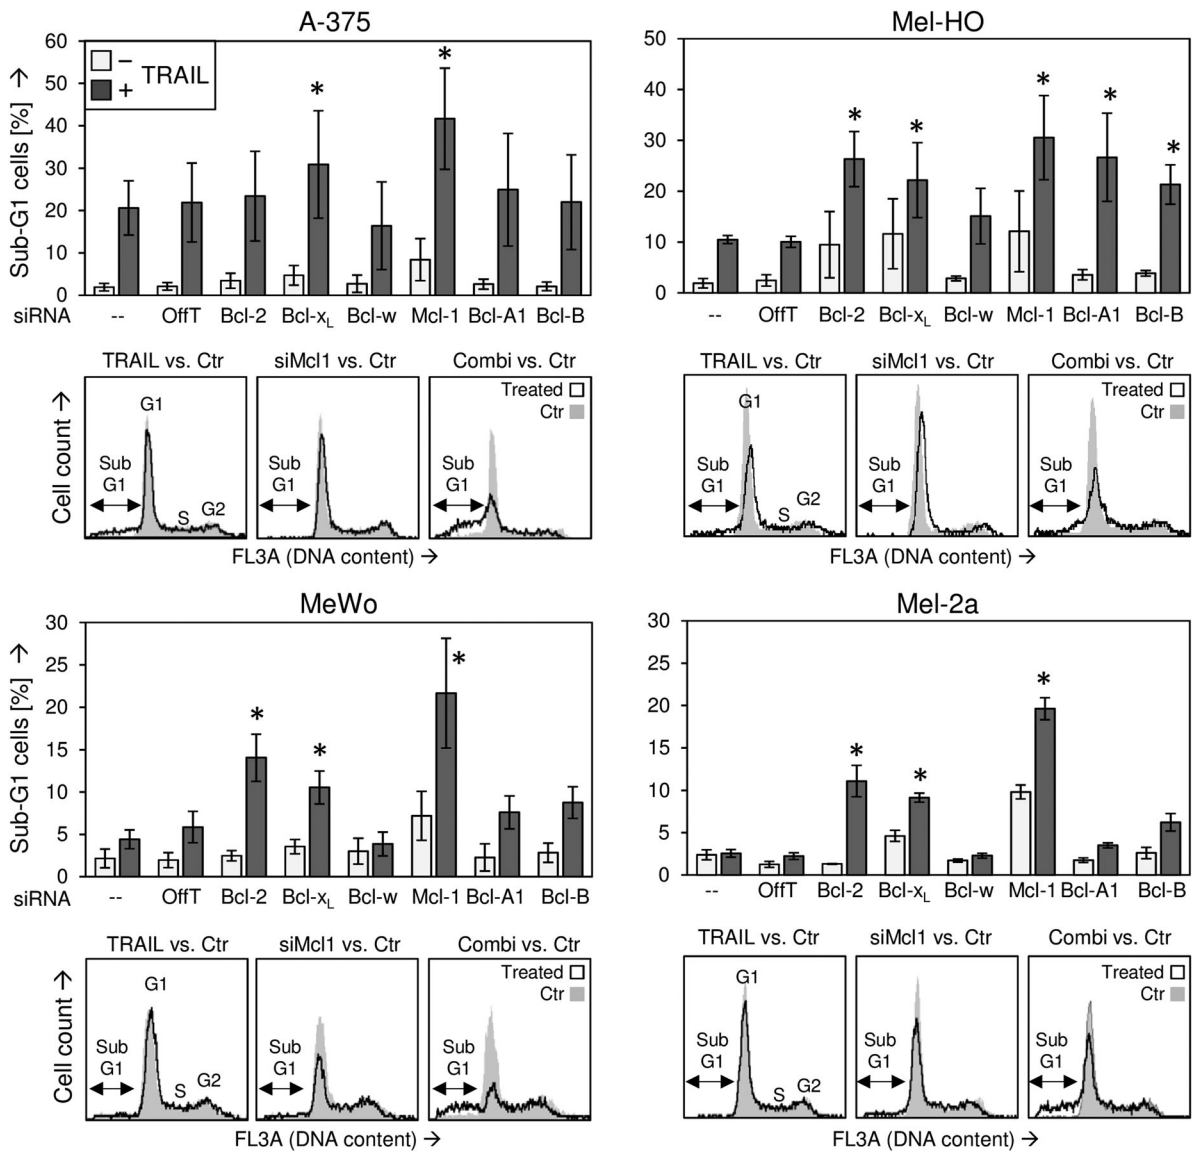 A-375
Sub-G1 cells [%] →
60
50
40
30
20
10
0
− TRAIL
+
* *
siRNA -- OffT Bcl-2 Bcl-xL Bcl-w Mcl-1 Bcl-A1 Bcl-B
TRAIL vs. Ctr siMcl1 vs. Ctr Combi vs. Ctr
Cell count →
G1
Sub G1
S
G2
Sub G1
Treated
Ctr
Sub G1
FL3A (DNA content) →
Mel-HO
50
40
30
20
10
0
* * * * *
-- OffT Bcl-2 Bcl-xL Bcl-w Mcl-1 Bcl-A1 Bcl-B
TRAIL vs. Ctr siMcl1 vs. Ctr Combi vs. Ctr
G1
Sub G1
S
G2
Sub G1
Treated
Ctr
Sub G1
FL3A (DNA content) →
MeWo
Sub-G1 cells [%] →
30
25
20
15
10
5
0
* * *
siRNA -- OffT Bcl-2 Bcl-xL Bcl-w Mcl-1 Bcl-A1 Bcl-B
TRAIL vs. Ctr siMcl1 vs. Ctr Combi vs. Ctr
Cell count →
G1
Sub G1
S
G2
Sub G1
Treated
Ctr
Sub G1
FL3A (DNA content) →
Mel-2a
30
25
20
15
10
5
0
* * *
-- OffT Bcl-2 Bcl-xL Bcl-w Mcl-1 Bcl-A1 Bcl-B
TRAIL vs. Ctr siMcl1 vs. Ctr Combi vs. Ctr
G1
Sub G1
S
G2
Sub G1
Treated
Ctr
Sub G1
FL3A (DNA content) →